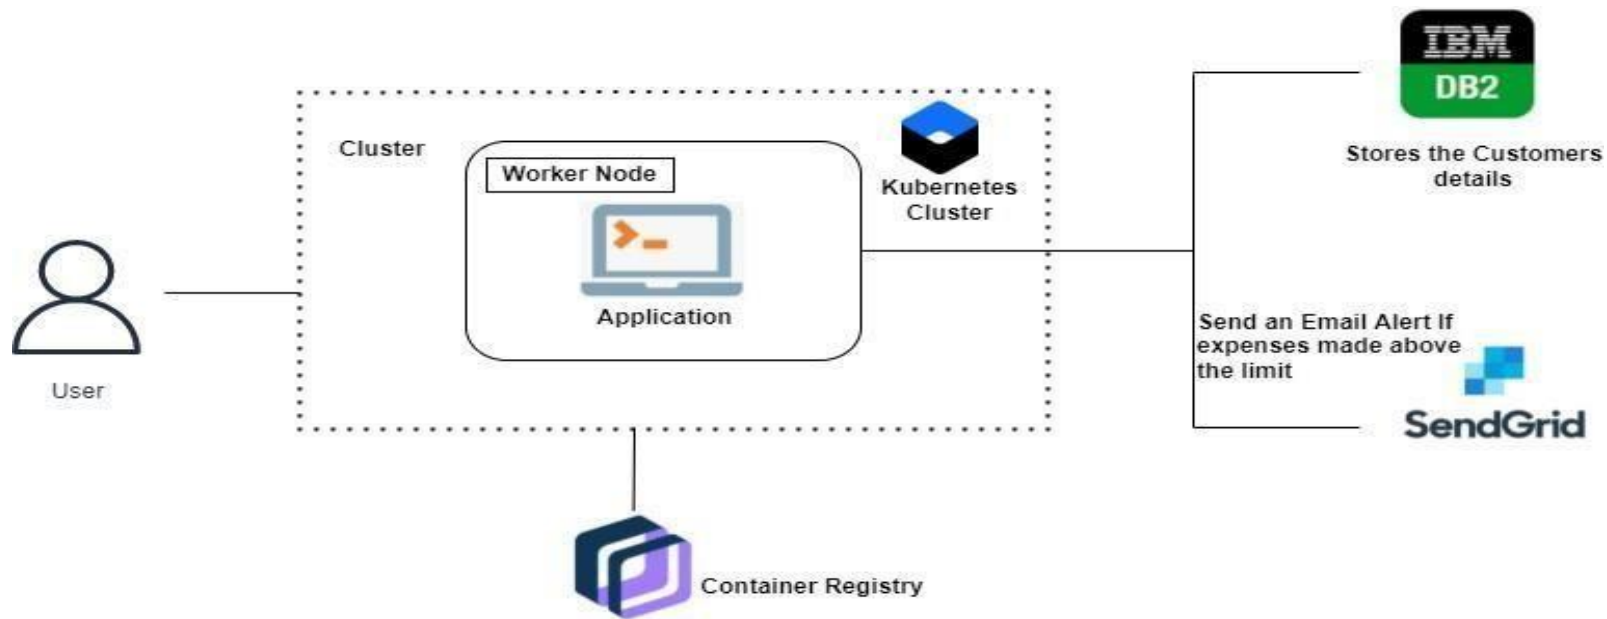 IBM
DB2
Stores the Customers
details
Cluster
Worker Node
Kubernetes
Cluster
Application
User
Send an Email Alert If
expenses made above
the limit
SendGrid
Container Registry